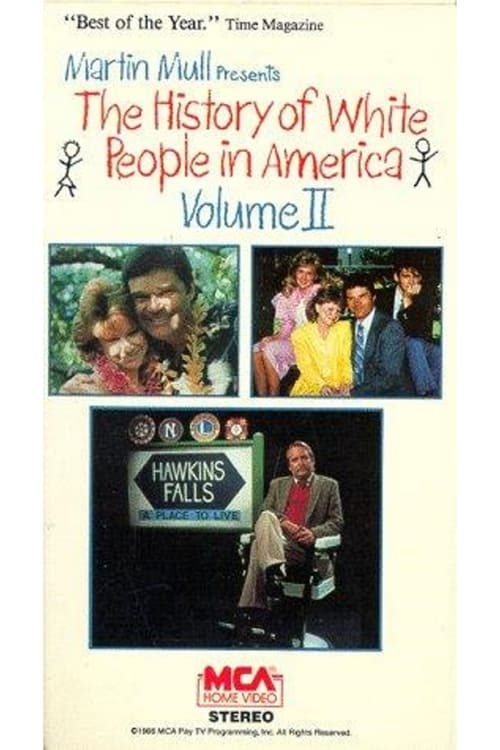 "Best of the Year." Time Magazine
Martin Mull Presents
The History of White
People in America
Volume II
N
L
HAWKINS
FALLS
A PLACE TO LIVE
MCA
HOME VIDEO
STEREO
©1986 MCA Pay TV Programming, Inc. All Rights Reserved.